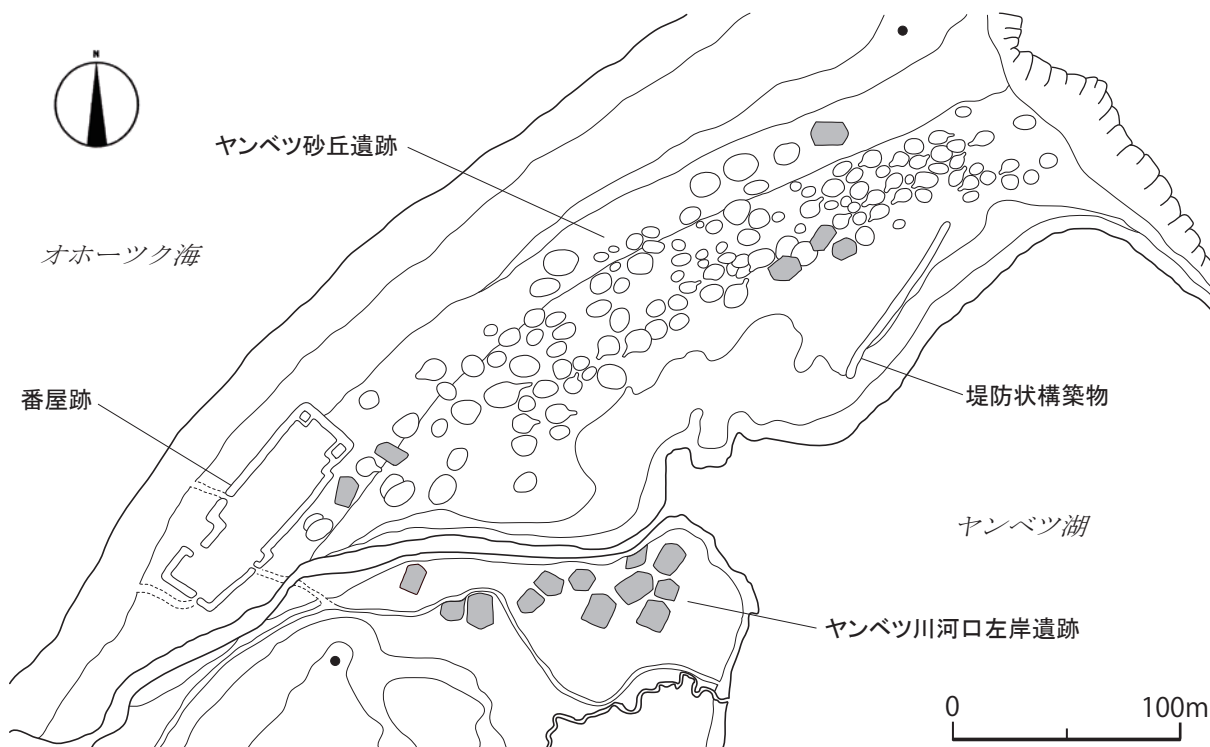 N
ヤンベツ砂丘遺跡
オホーツク海
番屋跡
堤防状構築物
ヤンベツ湖
ヤンベツ川河口左岸遺跡
0 100m